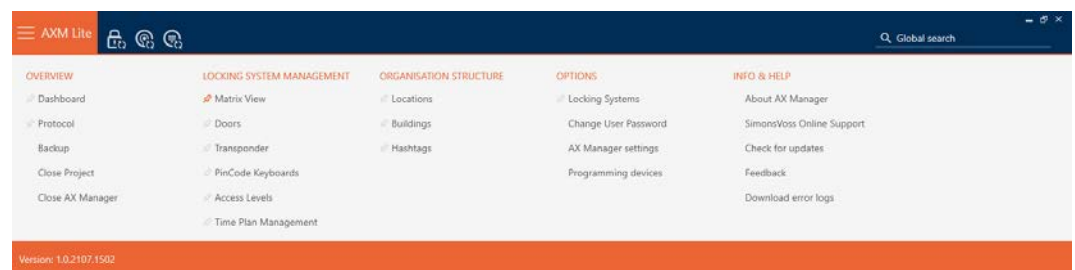 AXM Lite
Global search
OVERVIEW
Dashboard
Protocol
Backup
Close Project
Close AX Manager
LOCKING SYSTEM MANAGEMENT
Matrix View
Doors
Transponder
PinCode Keyboards
Access Levels
Time Plan Management
ORGANISATION STRUCTURE
Locations
Buildings
Hashtags
OPTIONS
Locking Systems
Change User Password
AX Manager settings
Programming devices
INFO & HELP
About AX Manager
SimonsVoss Online Support
Check for updates
Feedback
Download error logs
Version: 1.0.2107.1502